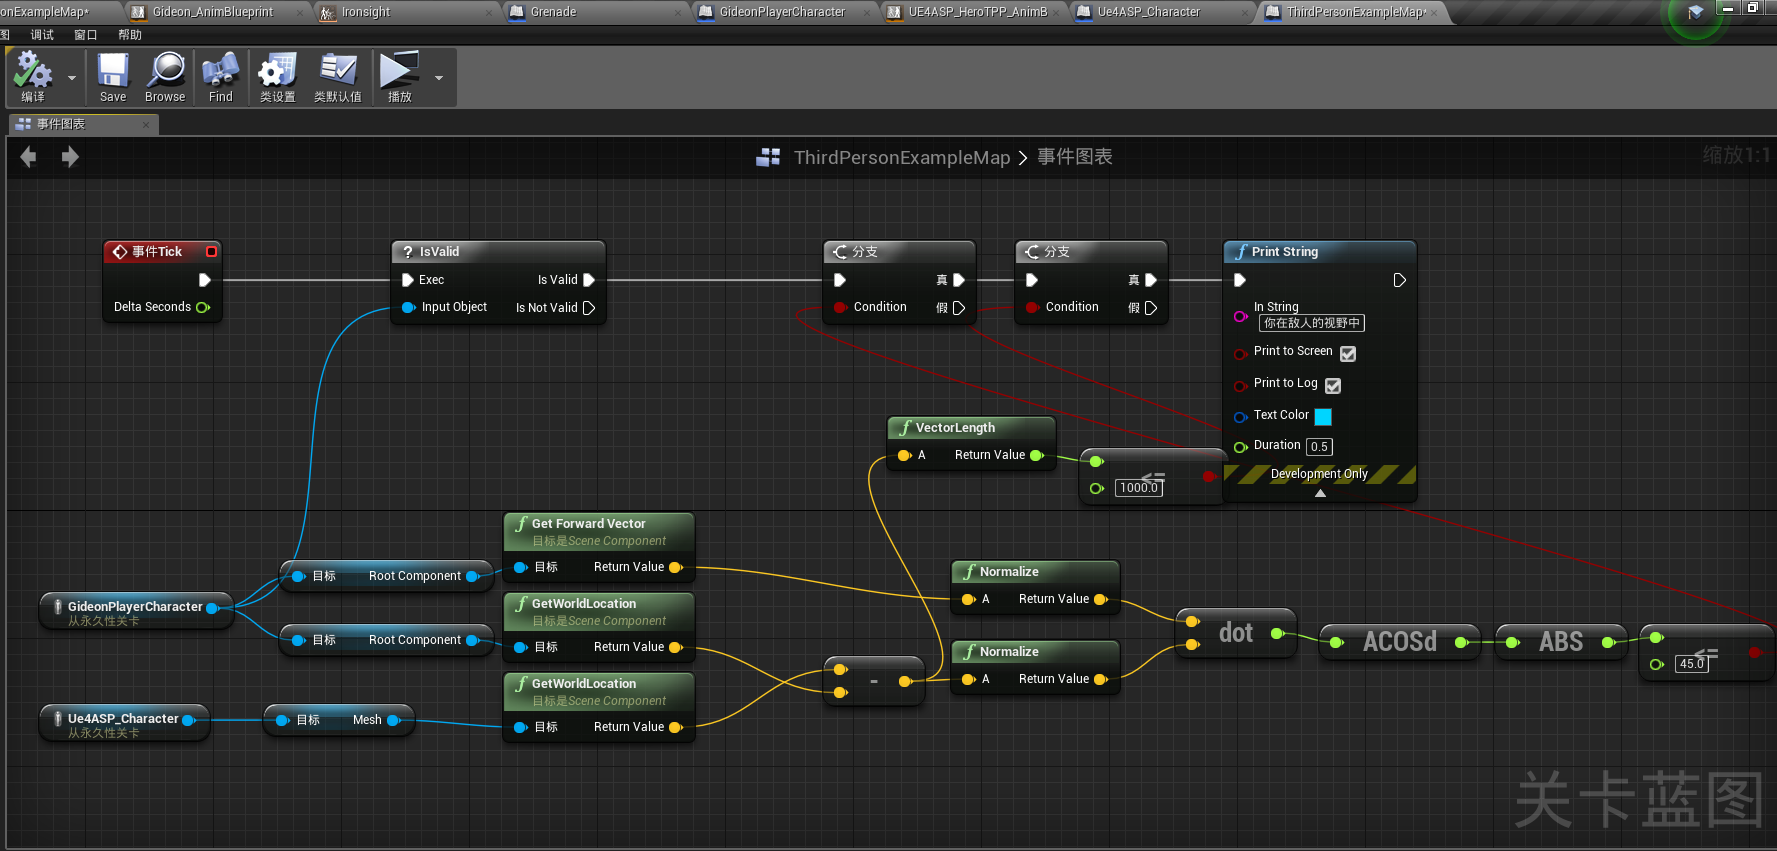 onExampleMap*
Gideon_AnimBlueprint
Ironsight
Grenade
GideonPlayerCharacter
UE4ASP_HeroTPP_AnimB
Ue4ASP_Character
ThirdPersonExampleMap*
图 调试 窗口 帮助
编译
Save
Browse
Find
类设置
类默认值
播放
事件图表
ThirdPersonExampleMap > 事件图表
缩放1:1
事件Tick
Delta Seconds
? IsValid
Exec
Is Valid
Input Object
Is Not Valid
分支
真
Condition
假
分支
真
Condition
假
f Print String
In String
你在敌人的视野中
Print to Screen
Print to Log
Text Color
Duration 0.5
Development Only
f VectorLength
A
Return Value
<=
1000.0
f Get Forward Vector
目标是Scene Component
目标
Return Value
目标
Root Component
GideonPlayerCharacter
从永久性关卡
f GetWorldLocation
目标是Scene Component
目标
Return Value
目标
Root Component
f GetWorldLocation
目标是Scene Component
目标
Return Value
Ue4ASP_Character
从永久性关卡
目标
Mesh
-
f Normalize
A
Return Value
f Normalize
A
Return Value
dot
ACOSd
ABS
<=
45.0
关卡蓝图